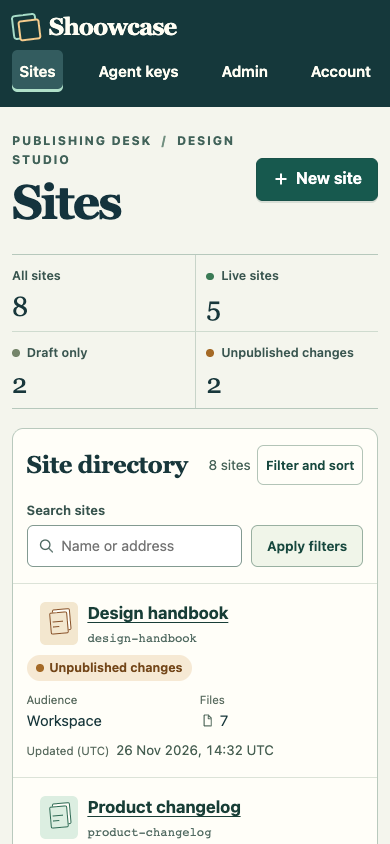 Shoowcase
Sites
Agent keys
Admin
Account
PUBLISHING DESK / DESIGN
STUDIO
Sites
+ New site
All sites
8
Live sites
5
Draft only
2
Unpublished changes
2
Site directory
8 sites
Filter and sort
Search sites
Name or address
Apply filters
Design handbook
design-handbook
Unpublished changes
Audience
Files
Workspace
7
Updated (UTC) 26 Nov 2026, 14:32 UTC
Product changelog
product-changelog